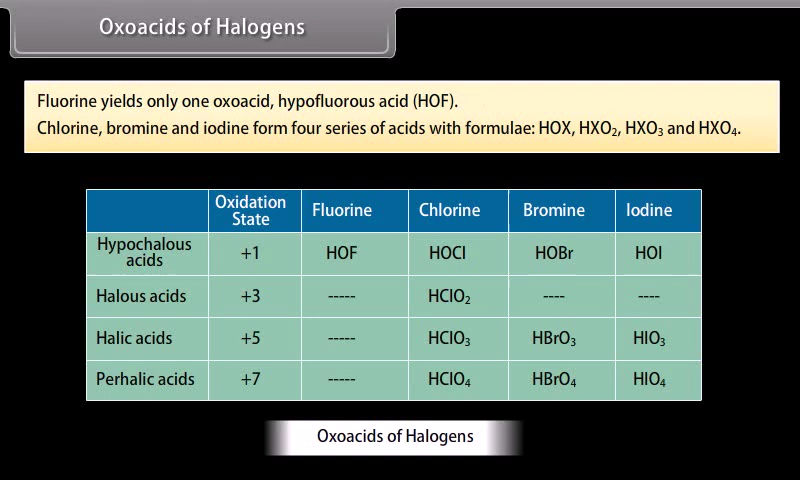 Oxoacids of Halogens
Fluorine yields only one oxoacid, hypofluorous acid (HOF).
Chlorine, bromine and iodine form four series of acids with formulae: HOX, HXO₂, HXO₃ and HXO₄.
Oxidation State Fluorine Chlorine Bromine Iodine
Hypochalous acids +1 HOF HOCl HOBr HOI
Halous acids +3 ----- HClO₂ ---- ----
Halic acids +5 ----- HClO₃ HBrO₃ HIO₃
Perhalic acids +7 ----- HClO₄ HBrO₄ HIO₄
Oxoacids of Halogens